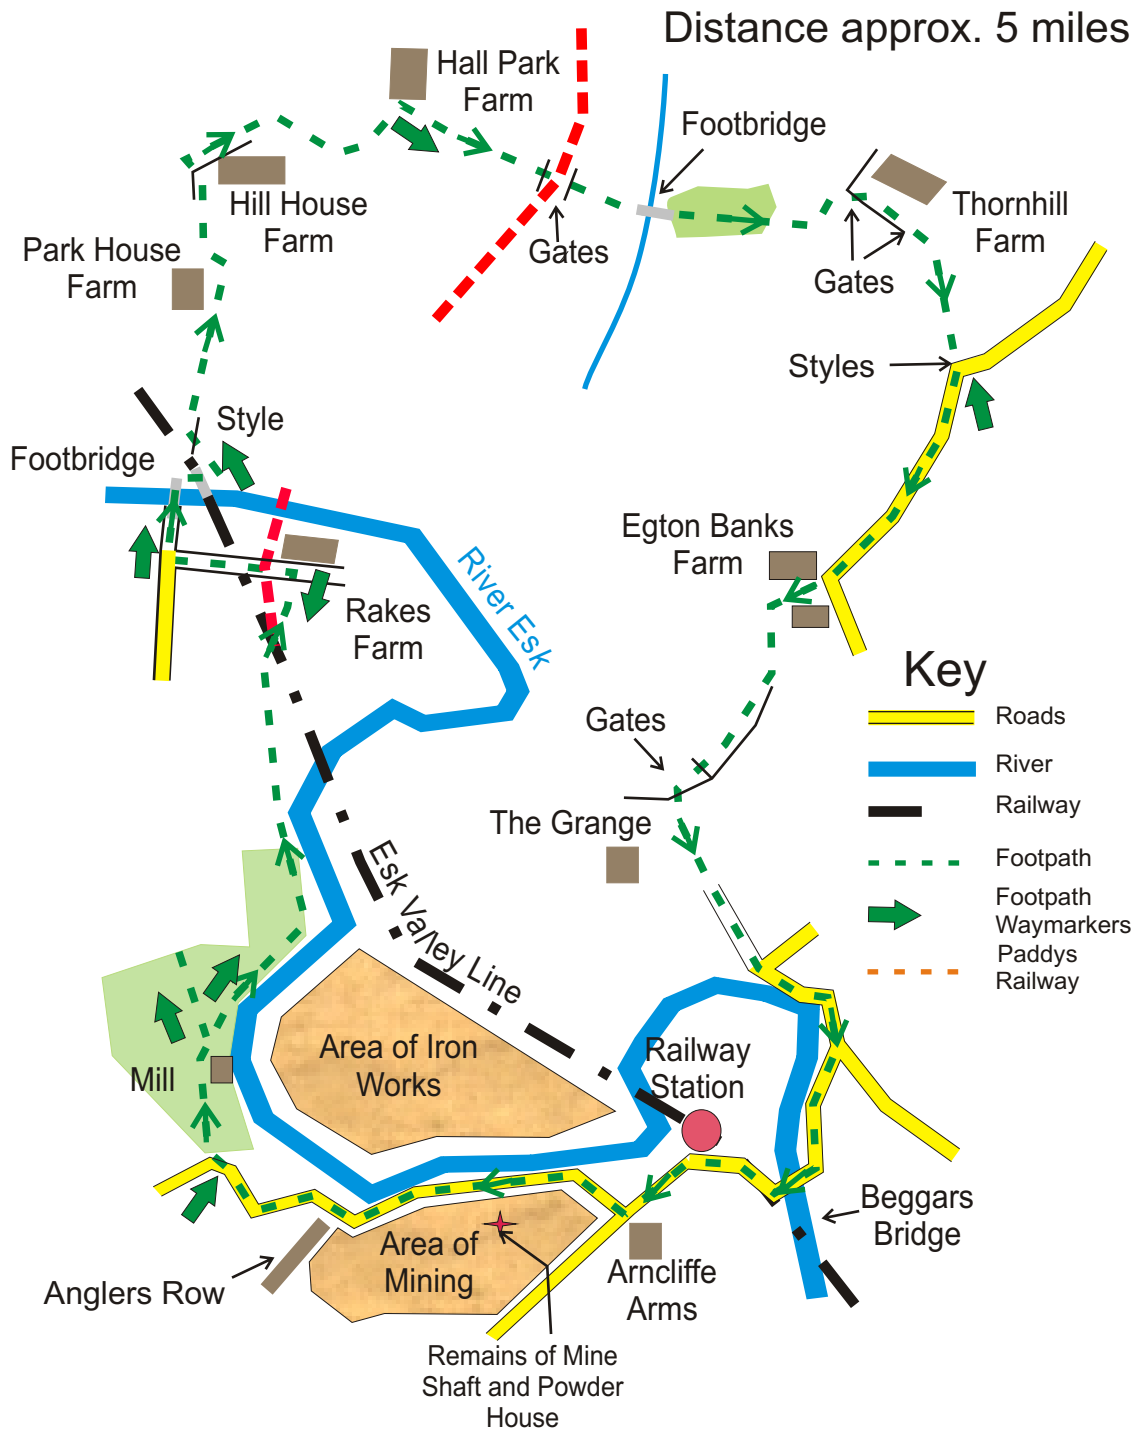 Distance approx. 5 miles
Hall Park
Farm
Footbridge
Hill House
Farm
Thornhill
Farm
Park House
Farm
Gates
Gates
Styles
Style
Footbridge
Egton Banks
Farm
River Esk
Rakes
Farm
Key
Roads
River
Railway
Footpath
Footpath
Waymarkers
Paddys
Railway
Gates
The Grange
Esk Valley Line
Area of Iron
Works
Railway
Station
Mill
Beggars
Bridge
Area of
Mining
Anglers Row
Arncliffe
Arms
Remains of Mine
Shaft and Powder
House